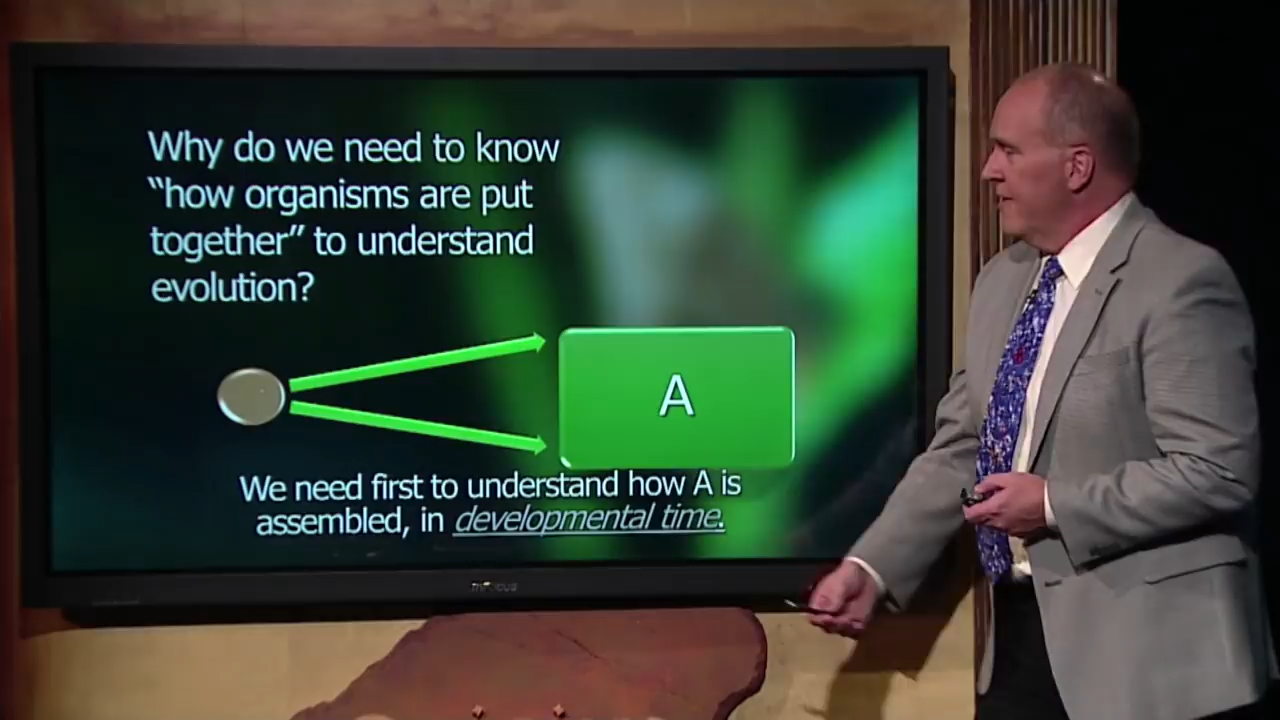 Why do we need to know
“how organisms are put
together” to understand
evolution?
A
We need first to understand how A is
assembled, in developmental time.
InFocus